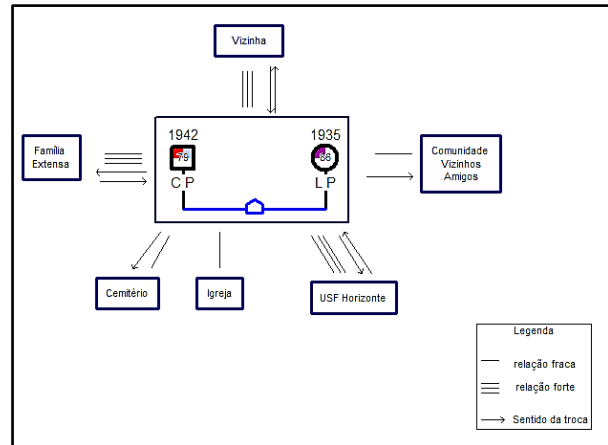 Vizinha
1942
1935
79
86
C P
L P
Família
Extensa
Comunidade
Vizinhos
Amigos
Cemitério
Igreja
USF Horizonte
Legenda
relação fraca
relação forte
Sentido da troca